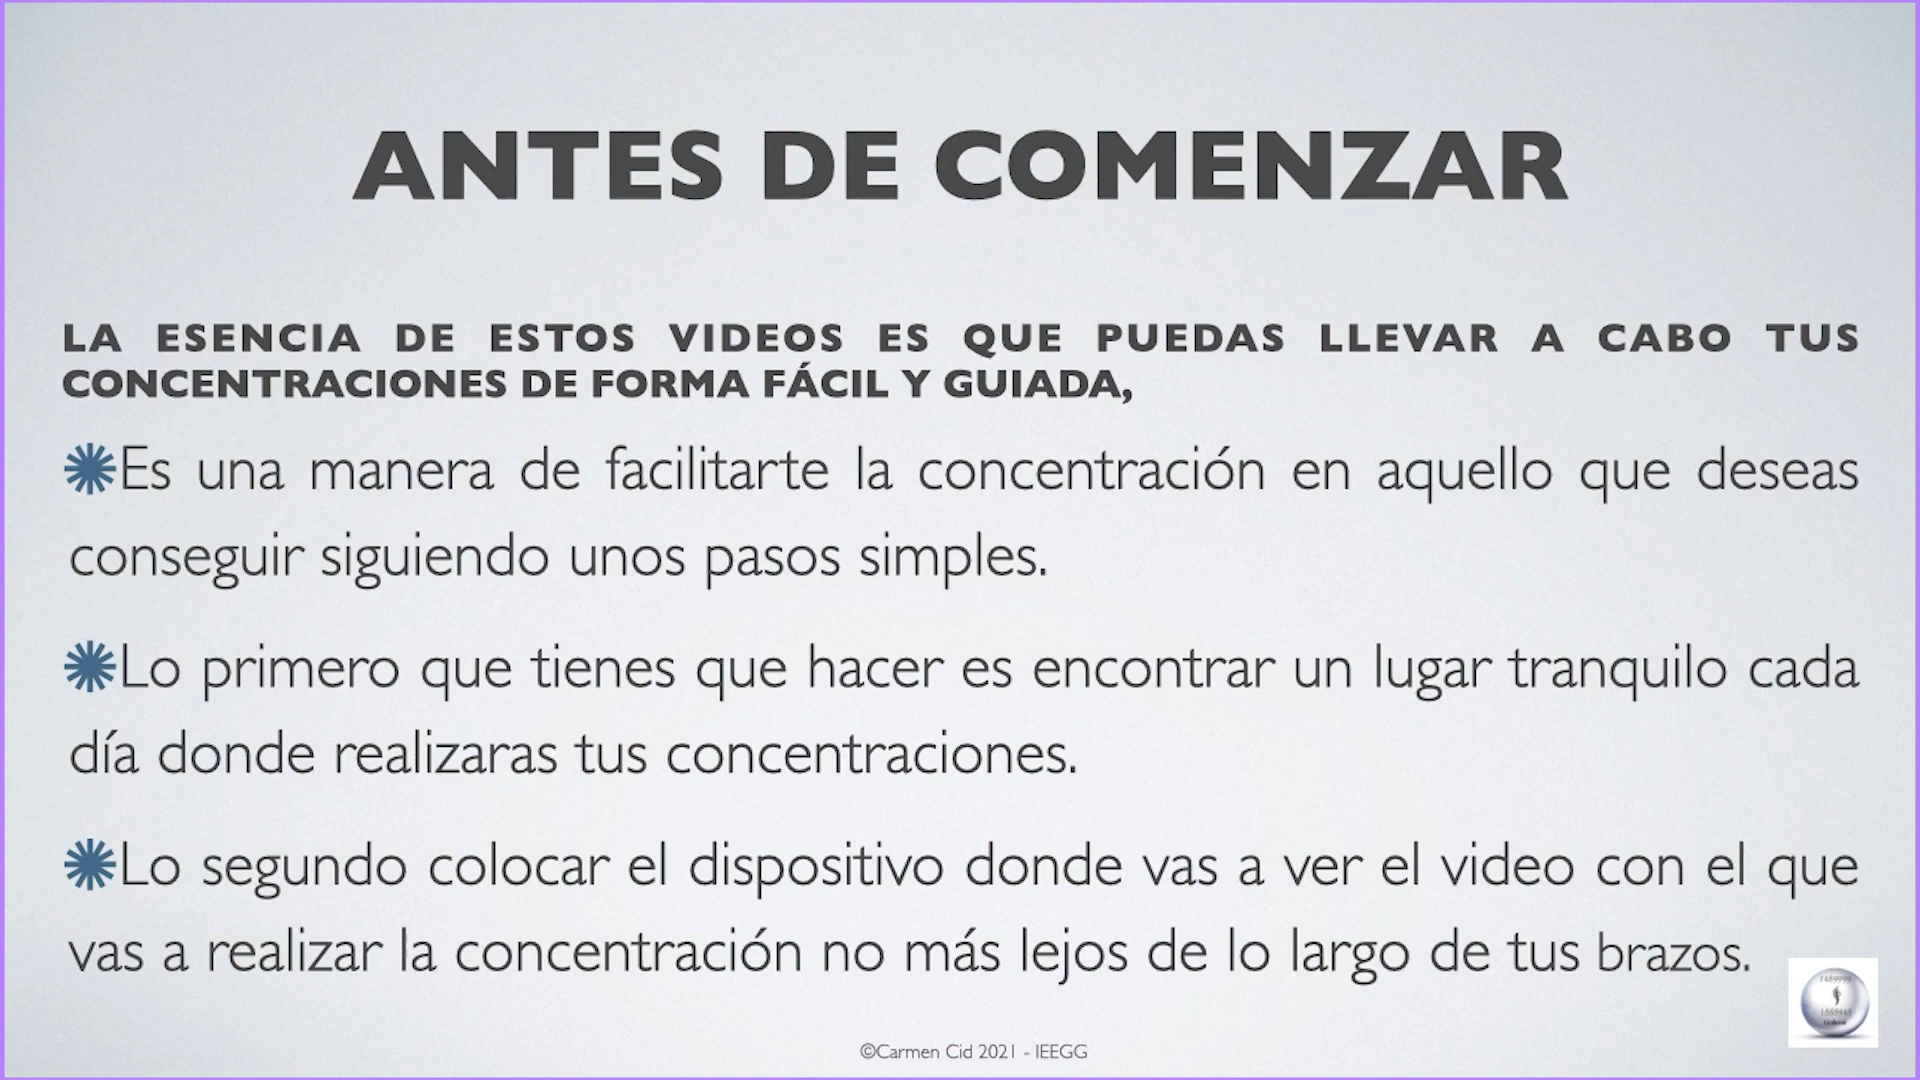 ANTES DE COMENZAR
LA ESENCIA DE ESTOS VIDEOS ES QUE PUEDAS LLEVAR A CABO TUS
CONCENTRACIONES DE FORMA FÁCIL Y GUIADA,
Es una manera de facilitarte la concentración en aquello que deseas
conseguir siguiendo unos pasos simples.
Lo primero que tienes que hacer es encontrar un lugar tranquilo cada
día donde realizaras tus concentraciones.
Lo segundo colocar el dispositivo donde vas a ver el video con el que
vas a realizar la concentración no más lejos de lo largo de tus brazos.
©Carmen Cid 2021 - IEEGG